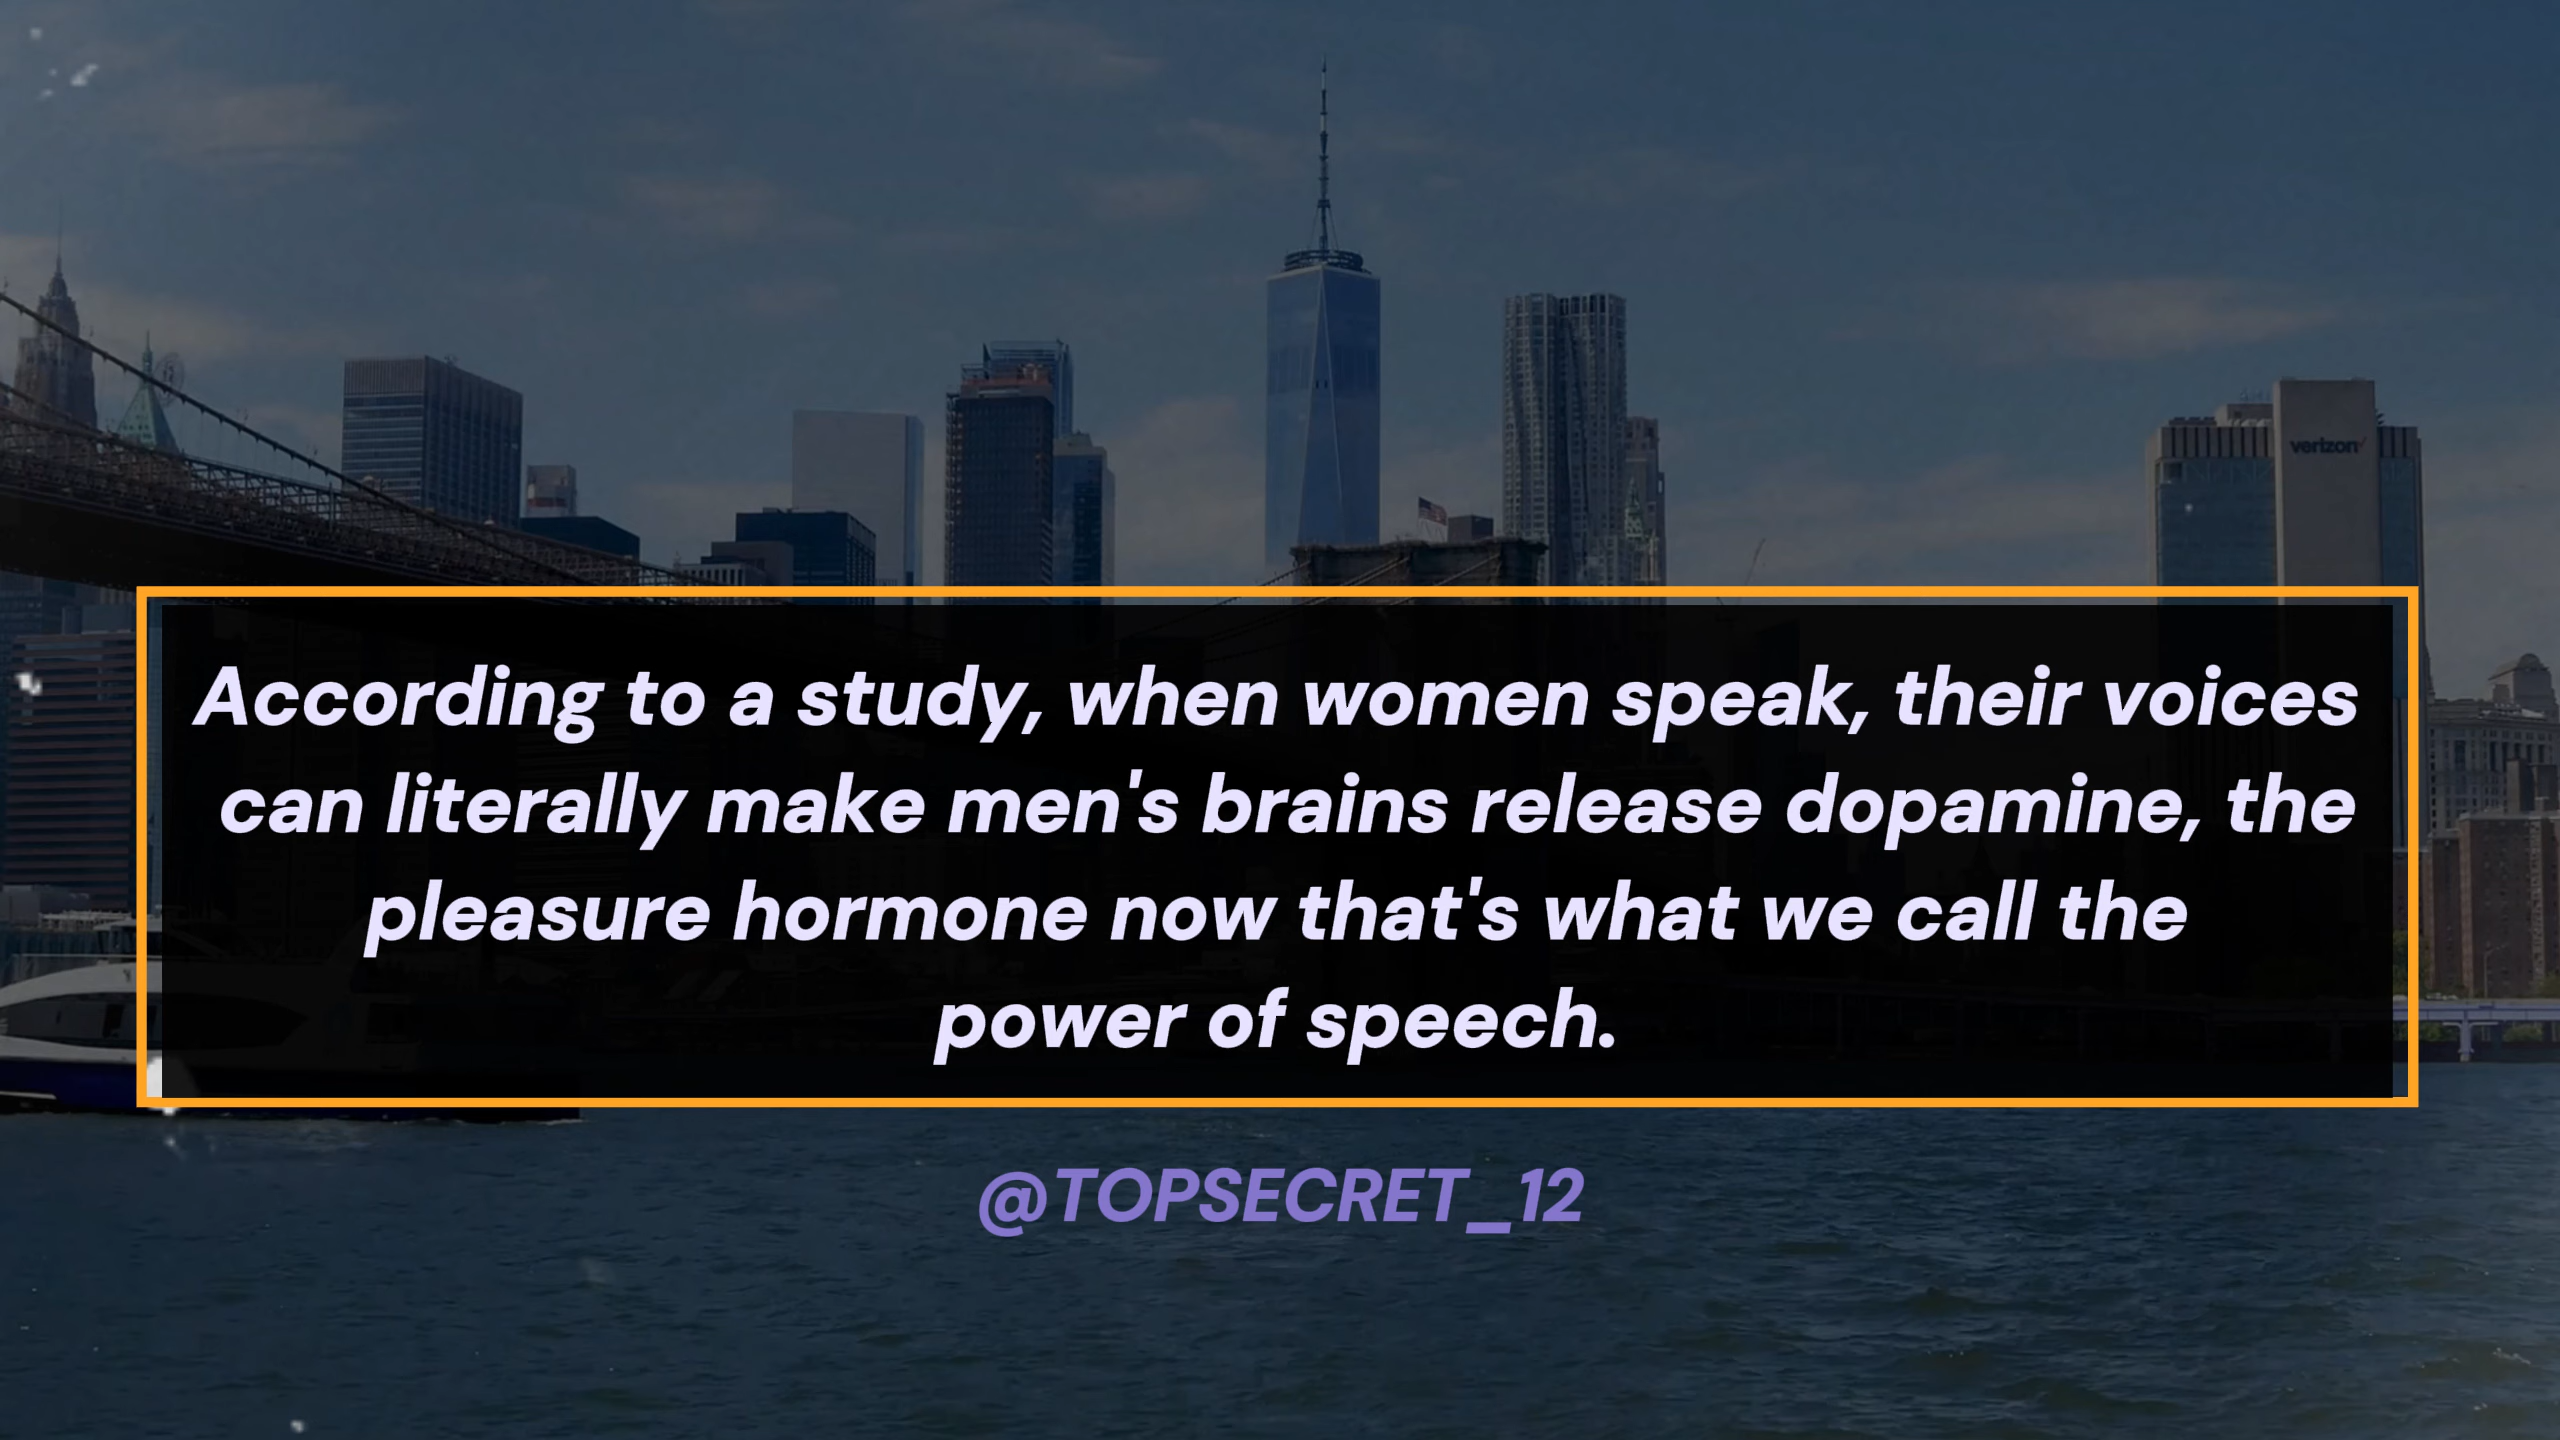 verizon
According to a study, when women speak, their voices
can literally make men's brains release dopamine, the
pleasure hormone now that's what we call the
power of speech.
@TOPSECRET_12